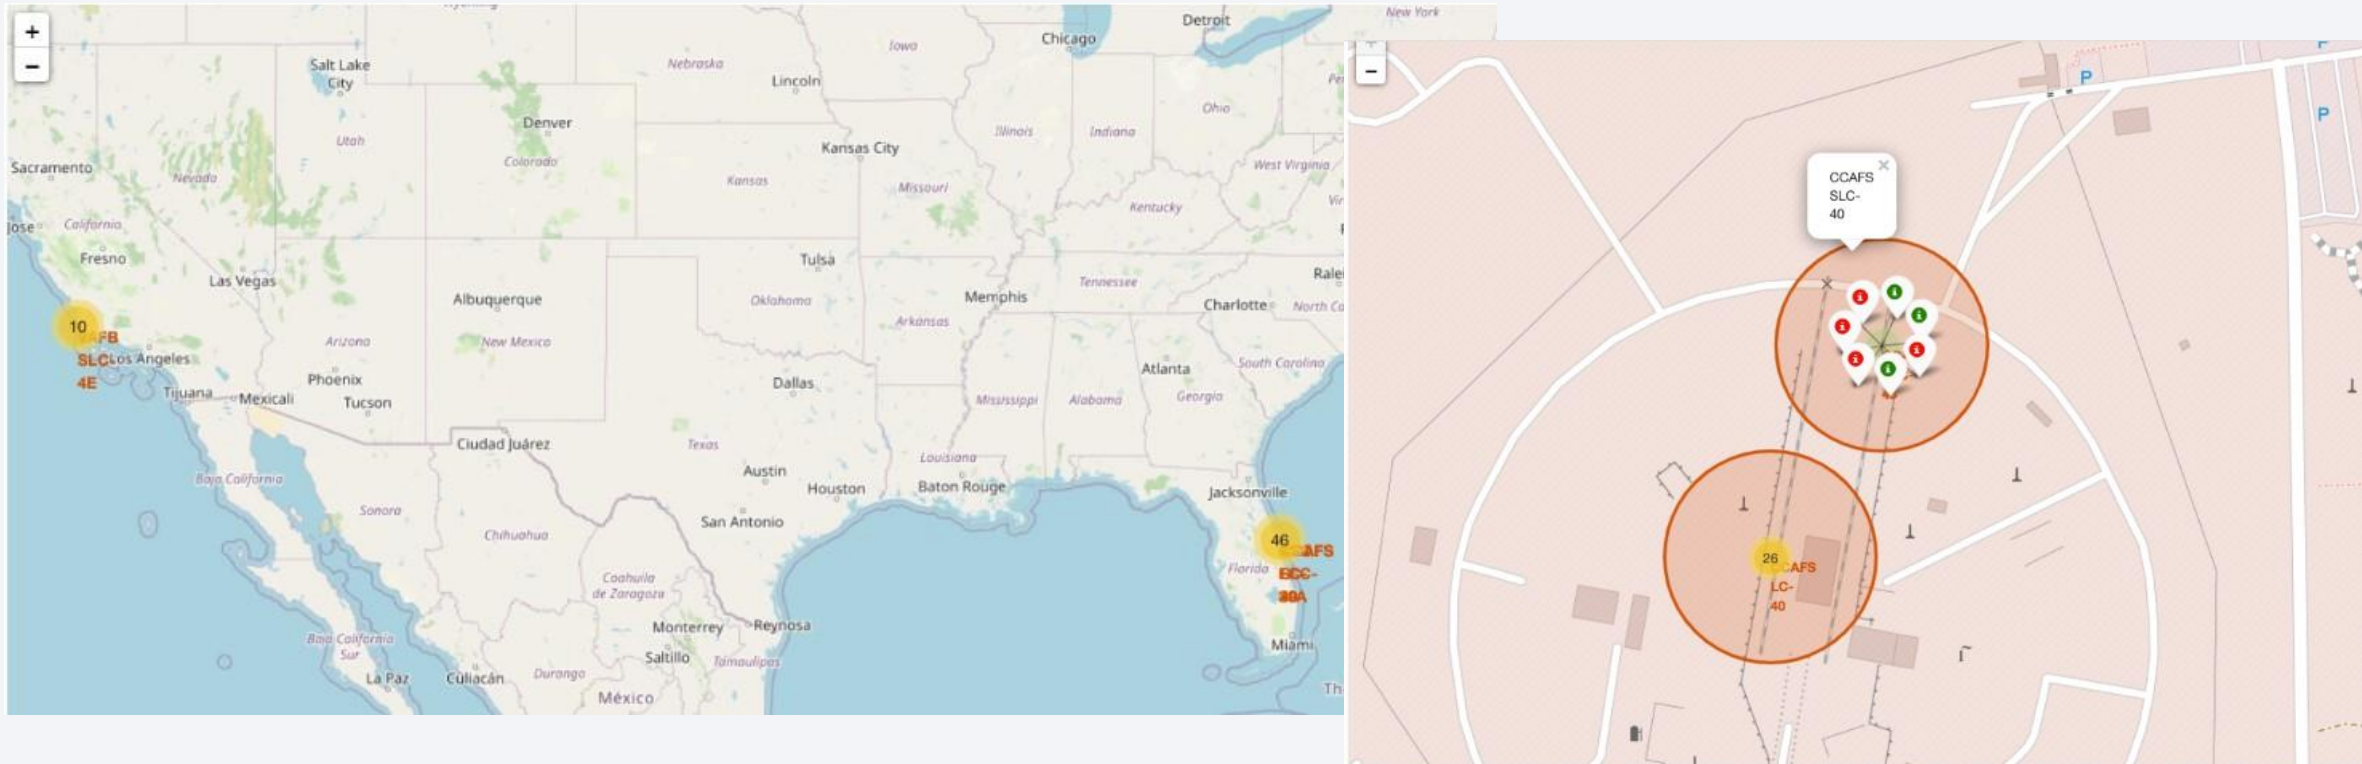 Wyoming
Detroit
New York
+
Chicago
Iowa
−
Salt Lake
City
Nebraska
Lincoln
Ohio
Denver
Utah
Illinois
Indiana
Colorado
Kansas City
Sacramento
Nevada
Kansas
Missouri
West Virginia
Kentucky
Jose
California
Fresno
Tulsa
Las Vegas
Tennessee
Albuquerque
Oklahoma
Memphis
Charlotte
10
Arkansas
SLC-
4E
Los Angeles
Arizona
New Mexico
Atlanta
South Carolina
Phoenix
Dallas
Tijuana
Mexicali
Tucson
Mississippi
Alabama
Georgia
Ciudad Juárez
Texas
Louisiana
Austin
Baja California
Houston
Baton Rouge
Jacksonville
Sonora
San Antonio
Chihuahua
46
Florida
Coahuila
de Zaragoza
Monterrey
Reynosa
Baja California
Sur
Miami
Saltillo
Tamaulipas
La Paz
Culiacán
Durango
México
+
−
P
P
P
CCAFS
SLC-
40
×
26
CCAFS
LC-
40